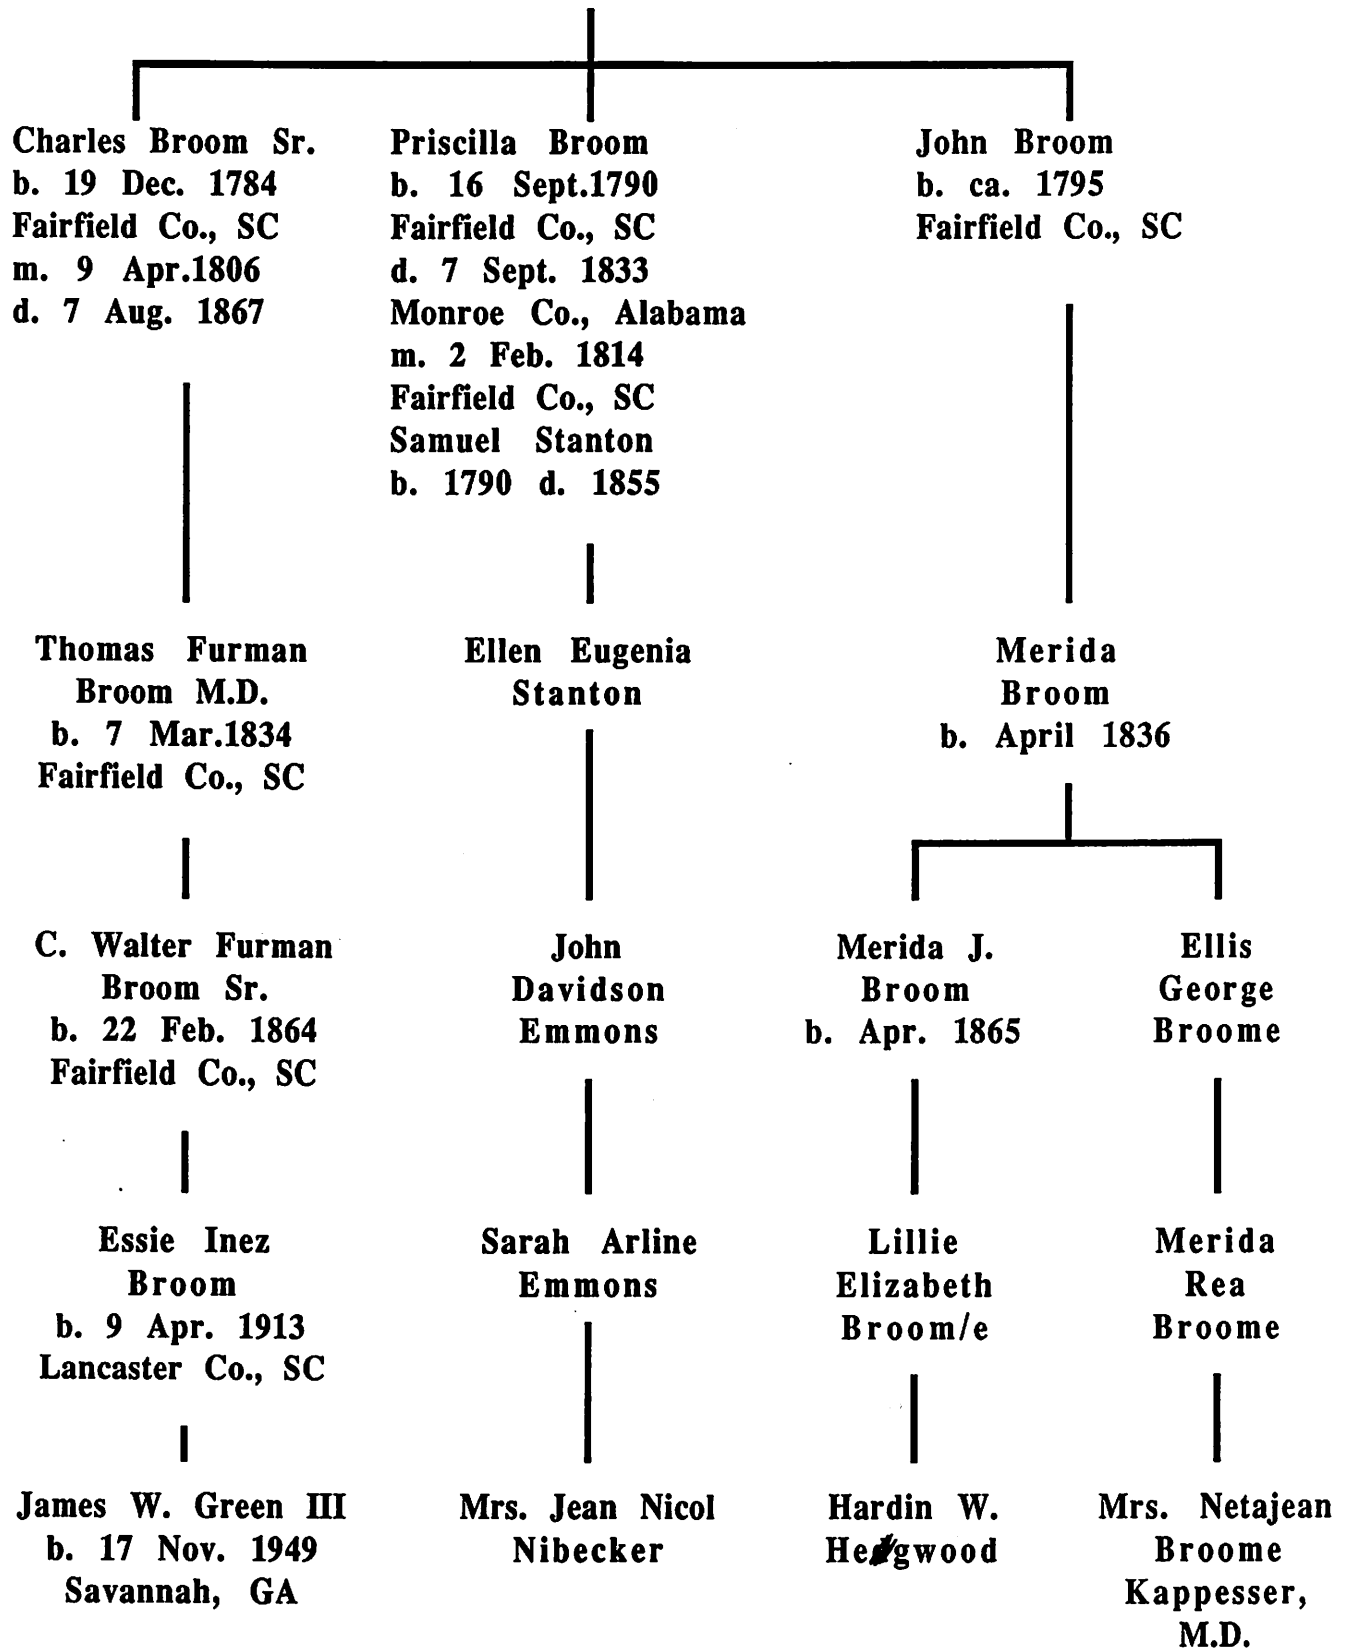 Charles Broom Sr.
b. 19 Dec. 1784
Fairfield Co., SC
m. 9 Apr.1806
d. 7 Aug. 1867
Priscilla Broom
b. 16 Sept.1790
Fairfield Co., SC
d. 7 Sept. 1833
Monroe Co., Alabama
m. 2 Feb. 1814
Fairfield Co., SC
Samuel Stanton
b. 1790 d. 1855
John Broom
b. ca. 1795
Fairfield Co., SC
Thomas Furman
Broom M.D.
b. 7 Mar.1834
Fairfield Co., SC
Ellen Eugenia
Stanton
Merida
Broom
b. April 1836
C. Walter Furman
Broom Sr.
b. 22 Feb. 1864
Fairfield Co., SC
John
Davidson
Emmons
Merida J.
Broom
b. Apr. 1865
Ellis
George
Broome
Essie Inez
Broom
b. 9 Apr. 1913
Lancaster Co., SC
Sarah Arline
Emmons
Lillie
Elizabeth
Broom/e
Merida
Rea
Broome
James W. Green III
b. 17 Nov. 1949
Savannah, GA
Mrs. Jean Nicol
Nibecker
Hardin W.
Mrs. Netajean
Broome
Kappesser,
M.D.